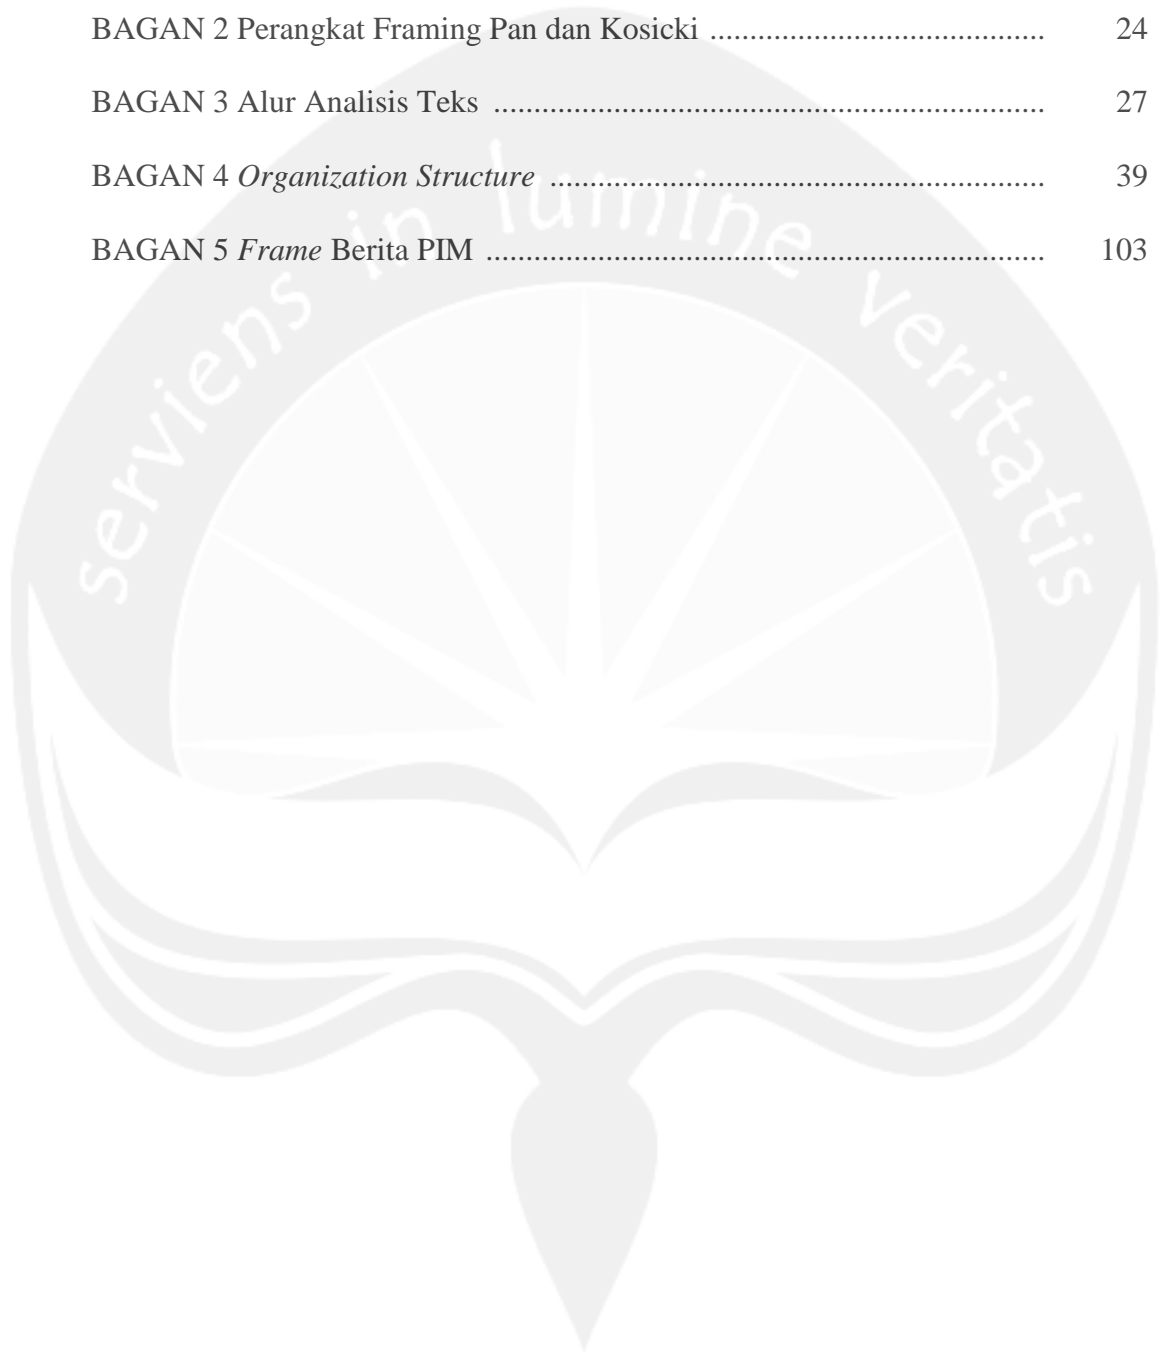 BAGAN 2 Perangkat Framing Pan dan Kosicki .......................................... 24
BAGAN 3 Alur Analisis Teks ..................................................................... 27
BAGAN 4 Organization Structure .............................................................. 39
BAGAN 5 Frame Berita PIM ...................................................................... 103
serviens in lumine veritatis